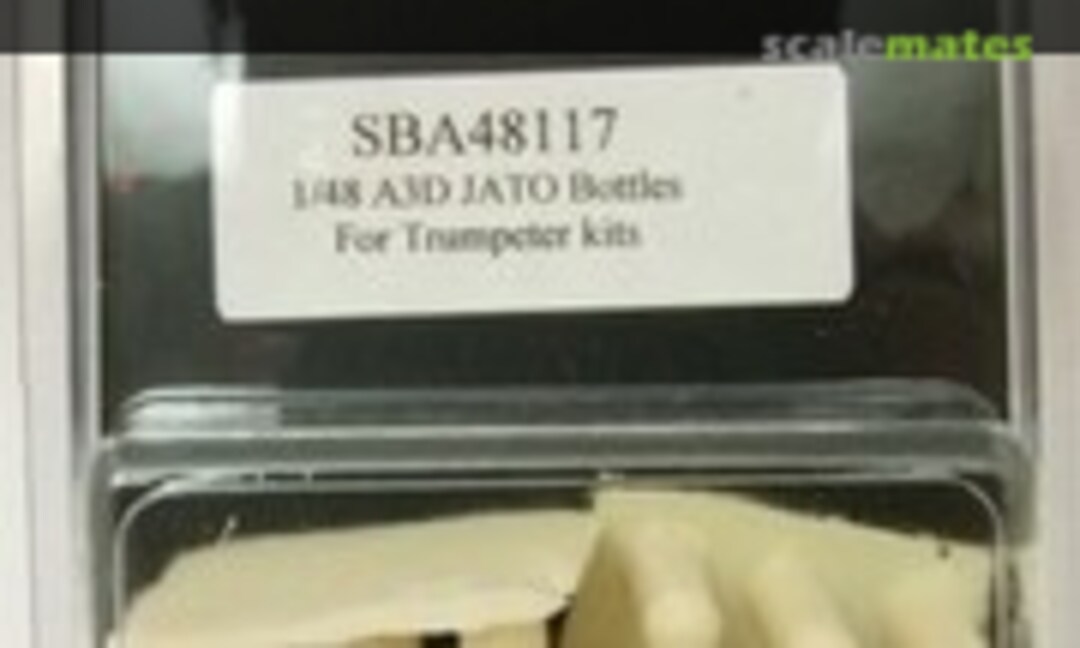 scalemates
SBA48117
1/48 A3D JATO Bottles
For Trumpeter kits